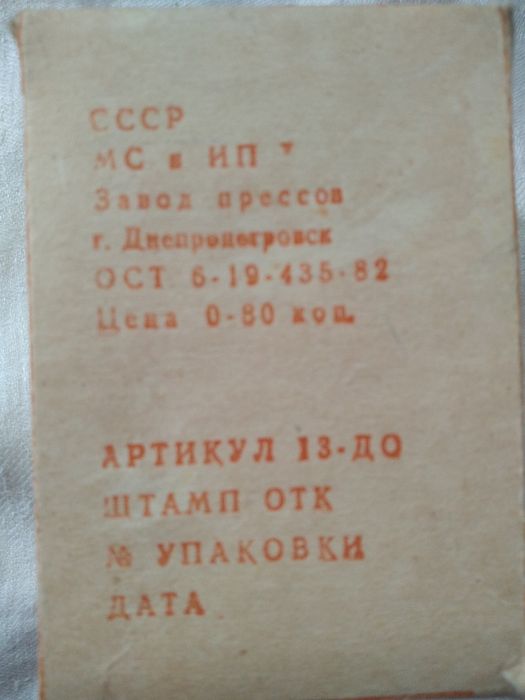 СССР
МС и ИП
Завод прессов
г. Днепропетровск
ОСТ 6-19-435-82
Цена 0-80 коп.
АРТИКУЛ 13-ДО
ШТАМП ОТК
№ УПАКОВКИ
ДАТА